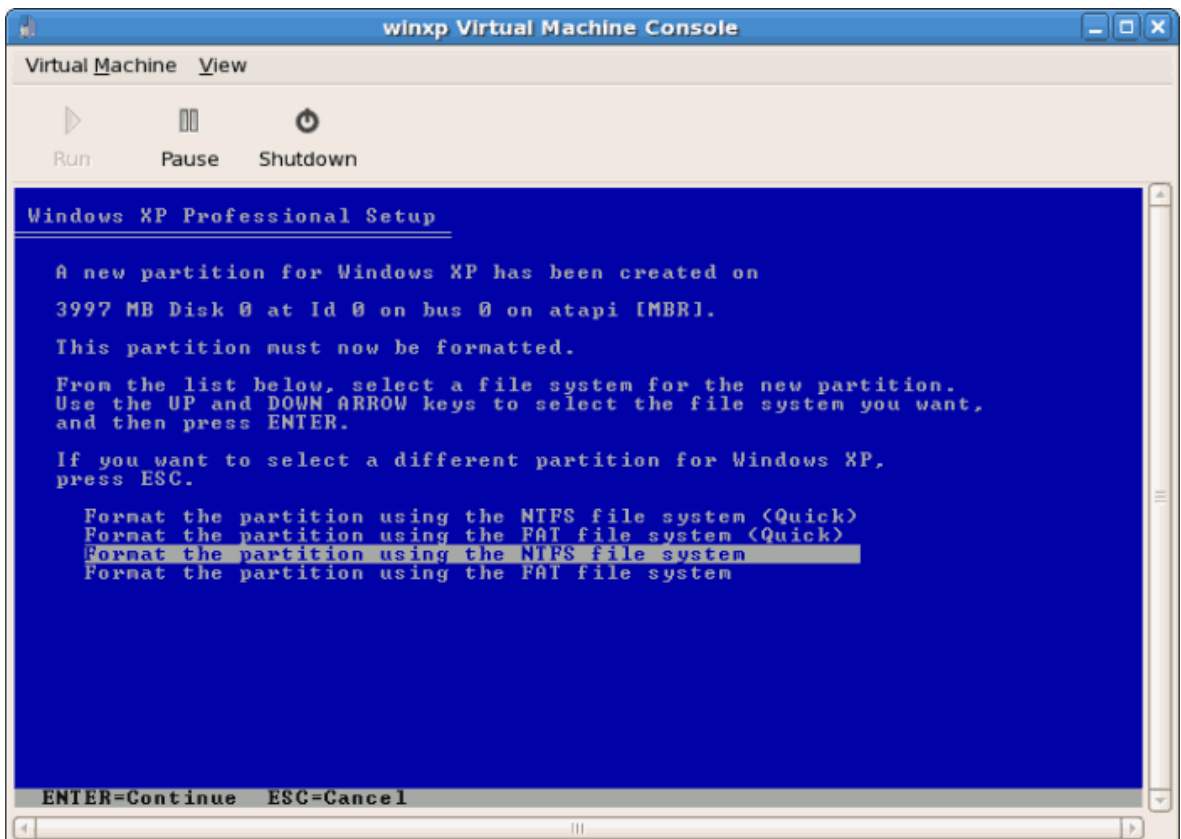 winxp Virtual Machine Console
Virtual Machine View
Run Pause Shutdown
Windows XP Professional Setup
A new partition for Windows XP has been created on
3997 MB Disk 0 at Id 0 on bus 0 on atapi [MBR].
This partition must now be formatted.
From the list below, select a file system for the new partition.
Use the UP and DOWN ARROW keys to select the file system you want,
and then press ENTER.
If you want to select a different partition for Windows XP,
press ESC.
Format the partition using the NTFS file system (Quick)
Format the partition using the FAT file system (Quick)
Format the partition using the NTFS file system
Format the partition using the FAT file system
ENTER=Continue ESC=Cancel